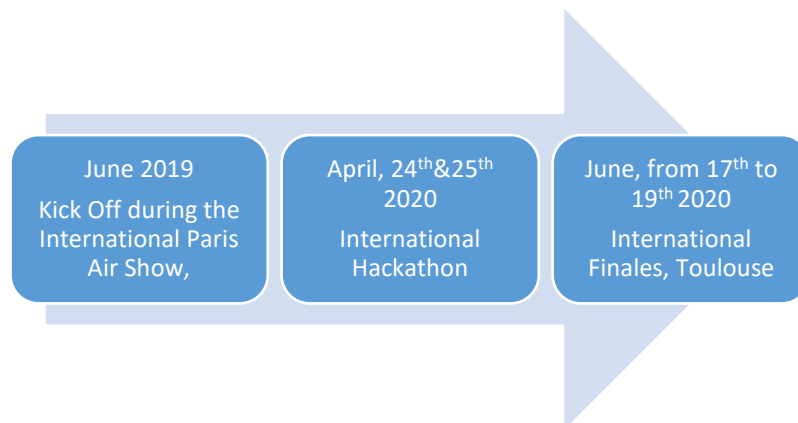 June 2019
Kick Off during the
International Paris
Air Show,
April, 24th&25th
2020
International
Hackathon
June, from 17th to
19th 2020
International
Finales, Toulouse